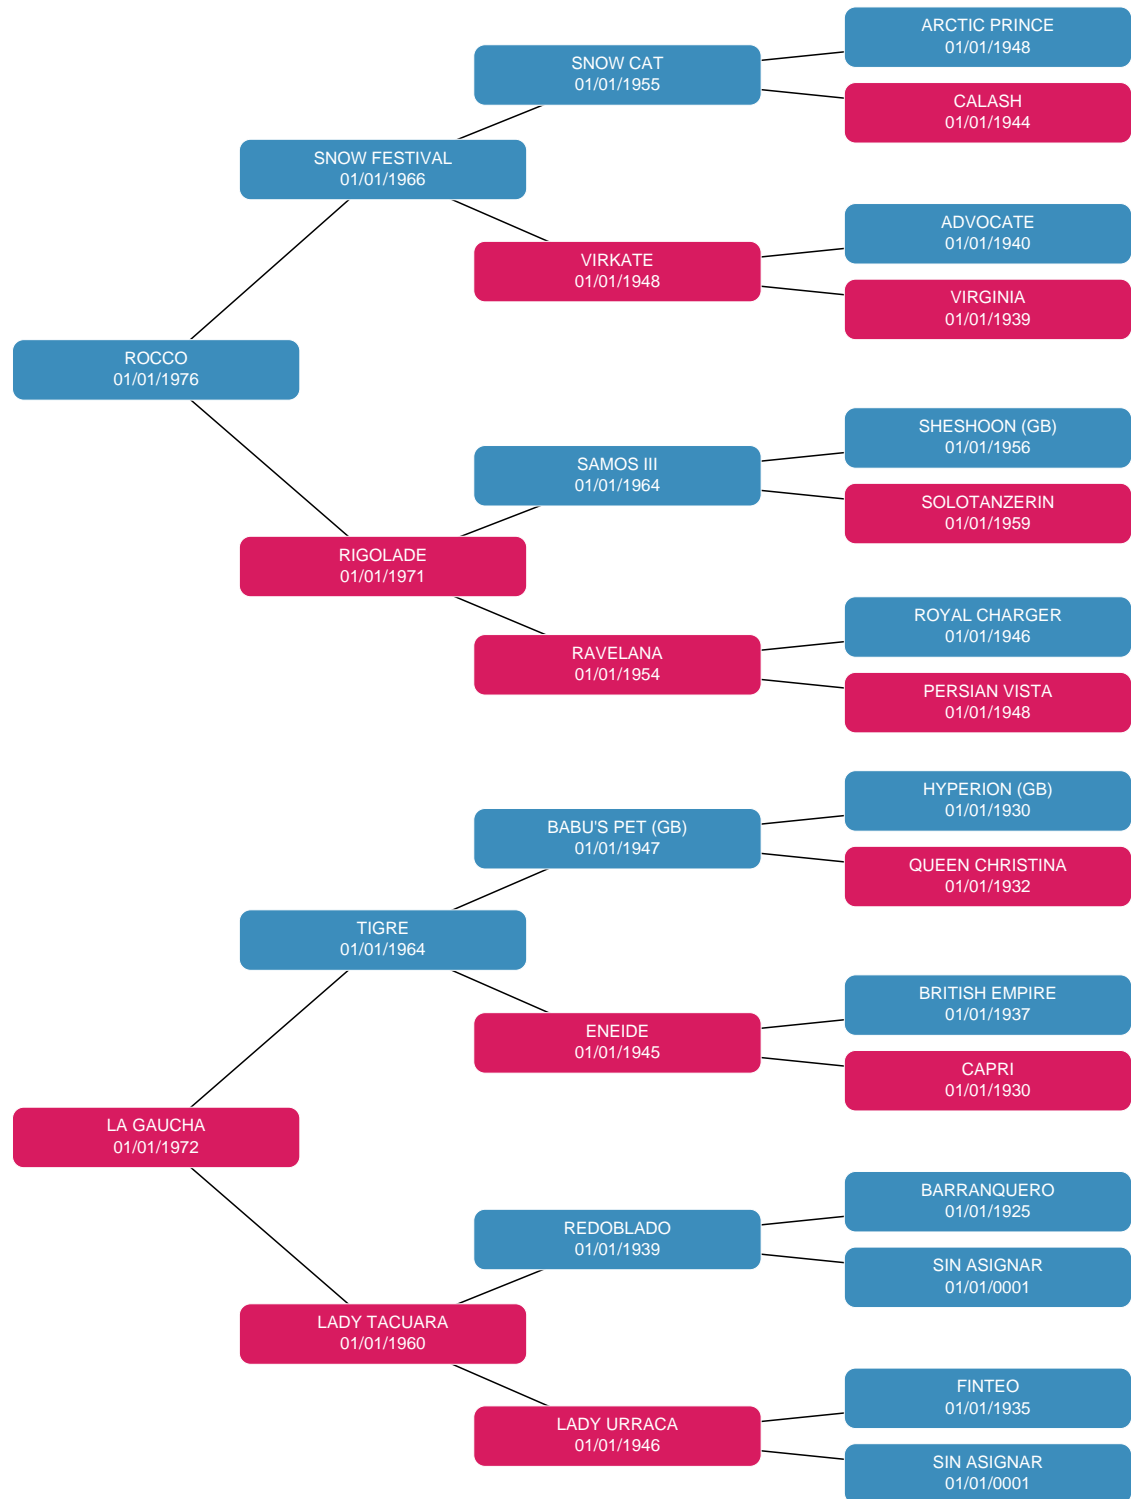 ARCTIC PRINCE
01/01/1948
SNOW CAT
01/01/1955
CALASH
01/01/1944
SNOW FESTIVAL
01/01/1966
ADVOCATE
01/01/1940
VIRKATE
01/01/1948
VIRGINIA
01/01/1939
ROCCO
01/01/1976
SHESHOON (GB)
01/01/1956
SAMOS III
01/01/1964
SOLOTANZERIN
01/01/1959
RIGOLADE
01/01/1971
ROYAL CHARGER
01/01/1946
RAVELANA
01/01/1954
PERSIAN VISTA
01/01/1948
HYPERION (GB)
01/01/1930
BABU'S PET (GB)
01/01/1947
QUEEN CHRISTINA
01/01/1932
TIGRE
01/01/1964
BRITISH EMPIRE
01/01/1937
ENEIDE
01/01/1945
CAPRI
01/01/1930
LA GAUCHA
01/01/1972
BARRANQUERO
01/01/1925
REDOBLADO
01/01/1939
SIN ASIGNAR
01/01/0001
LADY TACUARA
01/01/1960
FINTEO
01/01/1935
LADY URRACA
01/01/1946
SIN ASIGNAR
01/01/0001